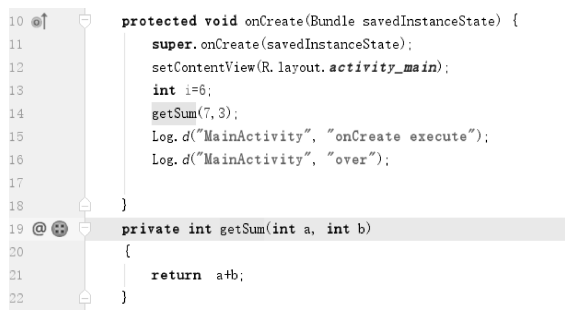 10 protected void onCreate(Bundle savedInstanceState) {
11 super.onCreate(savedInstanceState);
12 setContentView(R.layout.activity_main);
13 int i=6;
14 getSum(7,3);
15 Log.d("MainActivity", "onCreate execute");
16 Log.d("MainActivity", "over");
17
18 }
19 @ private int getSum(int a, int b)
20 {
21 return a+b;
22 }